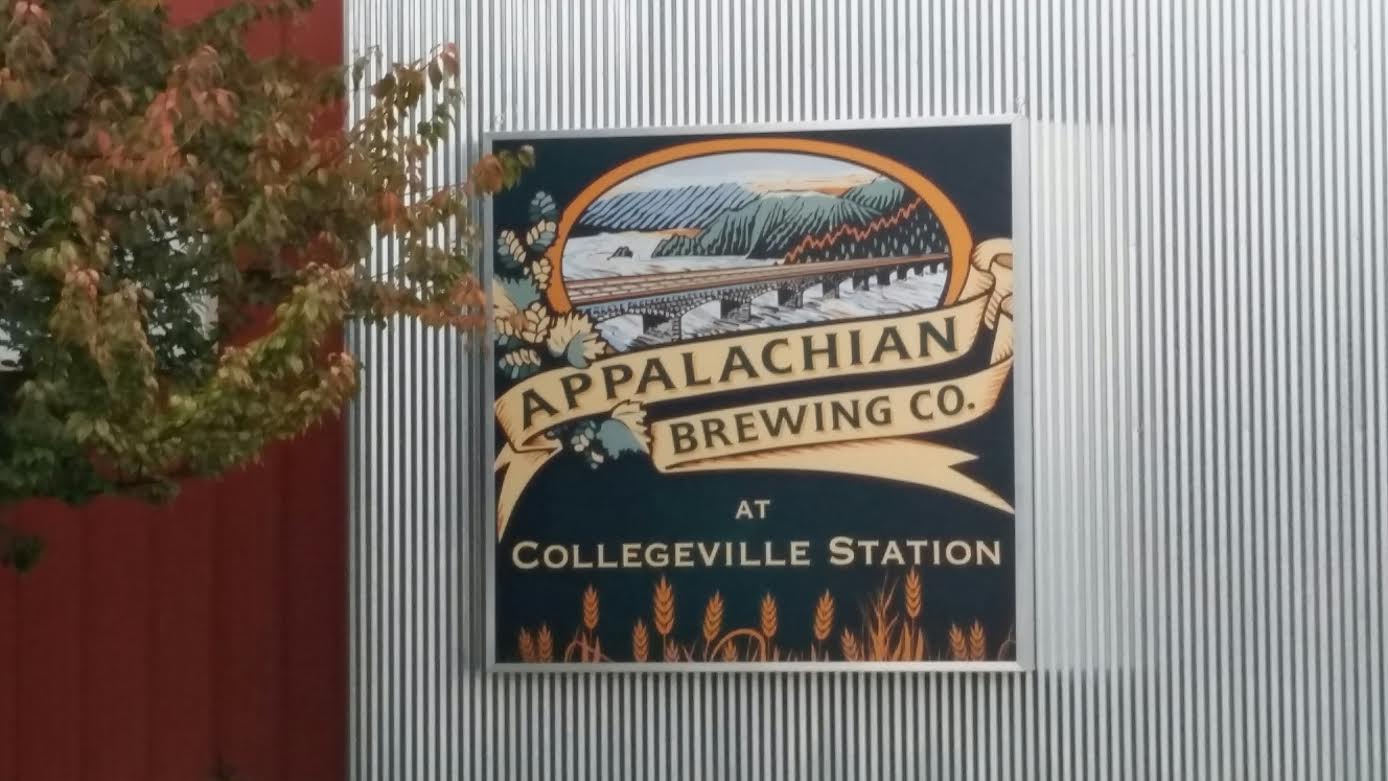 APPALACHIAN
BREWING CO.
AT
COLLEGEVILLE STATION